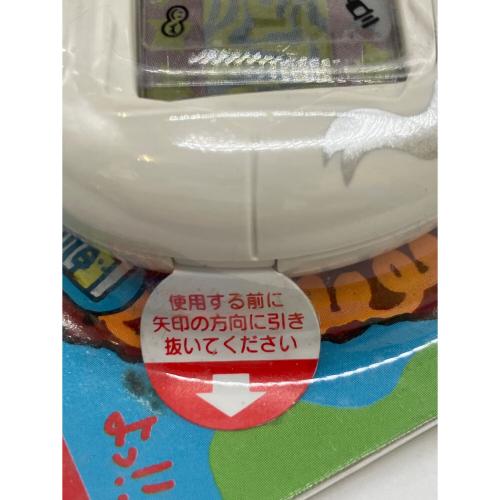 使用する前に
矢印の方向に引き
抜いてください